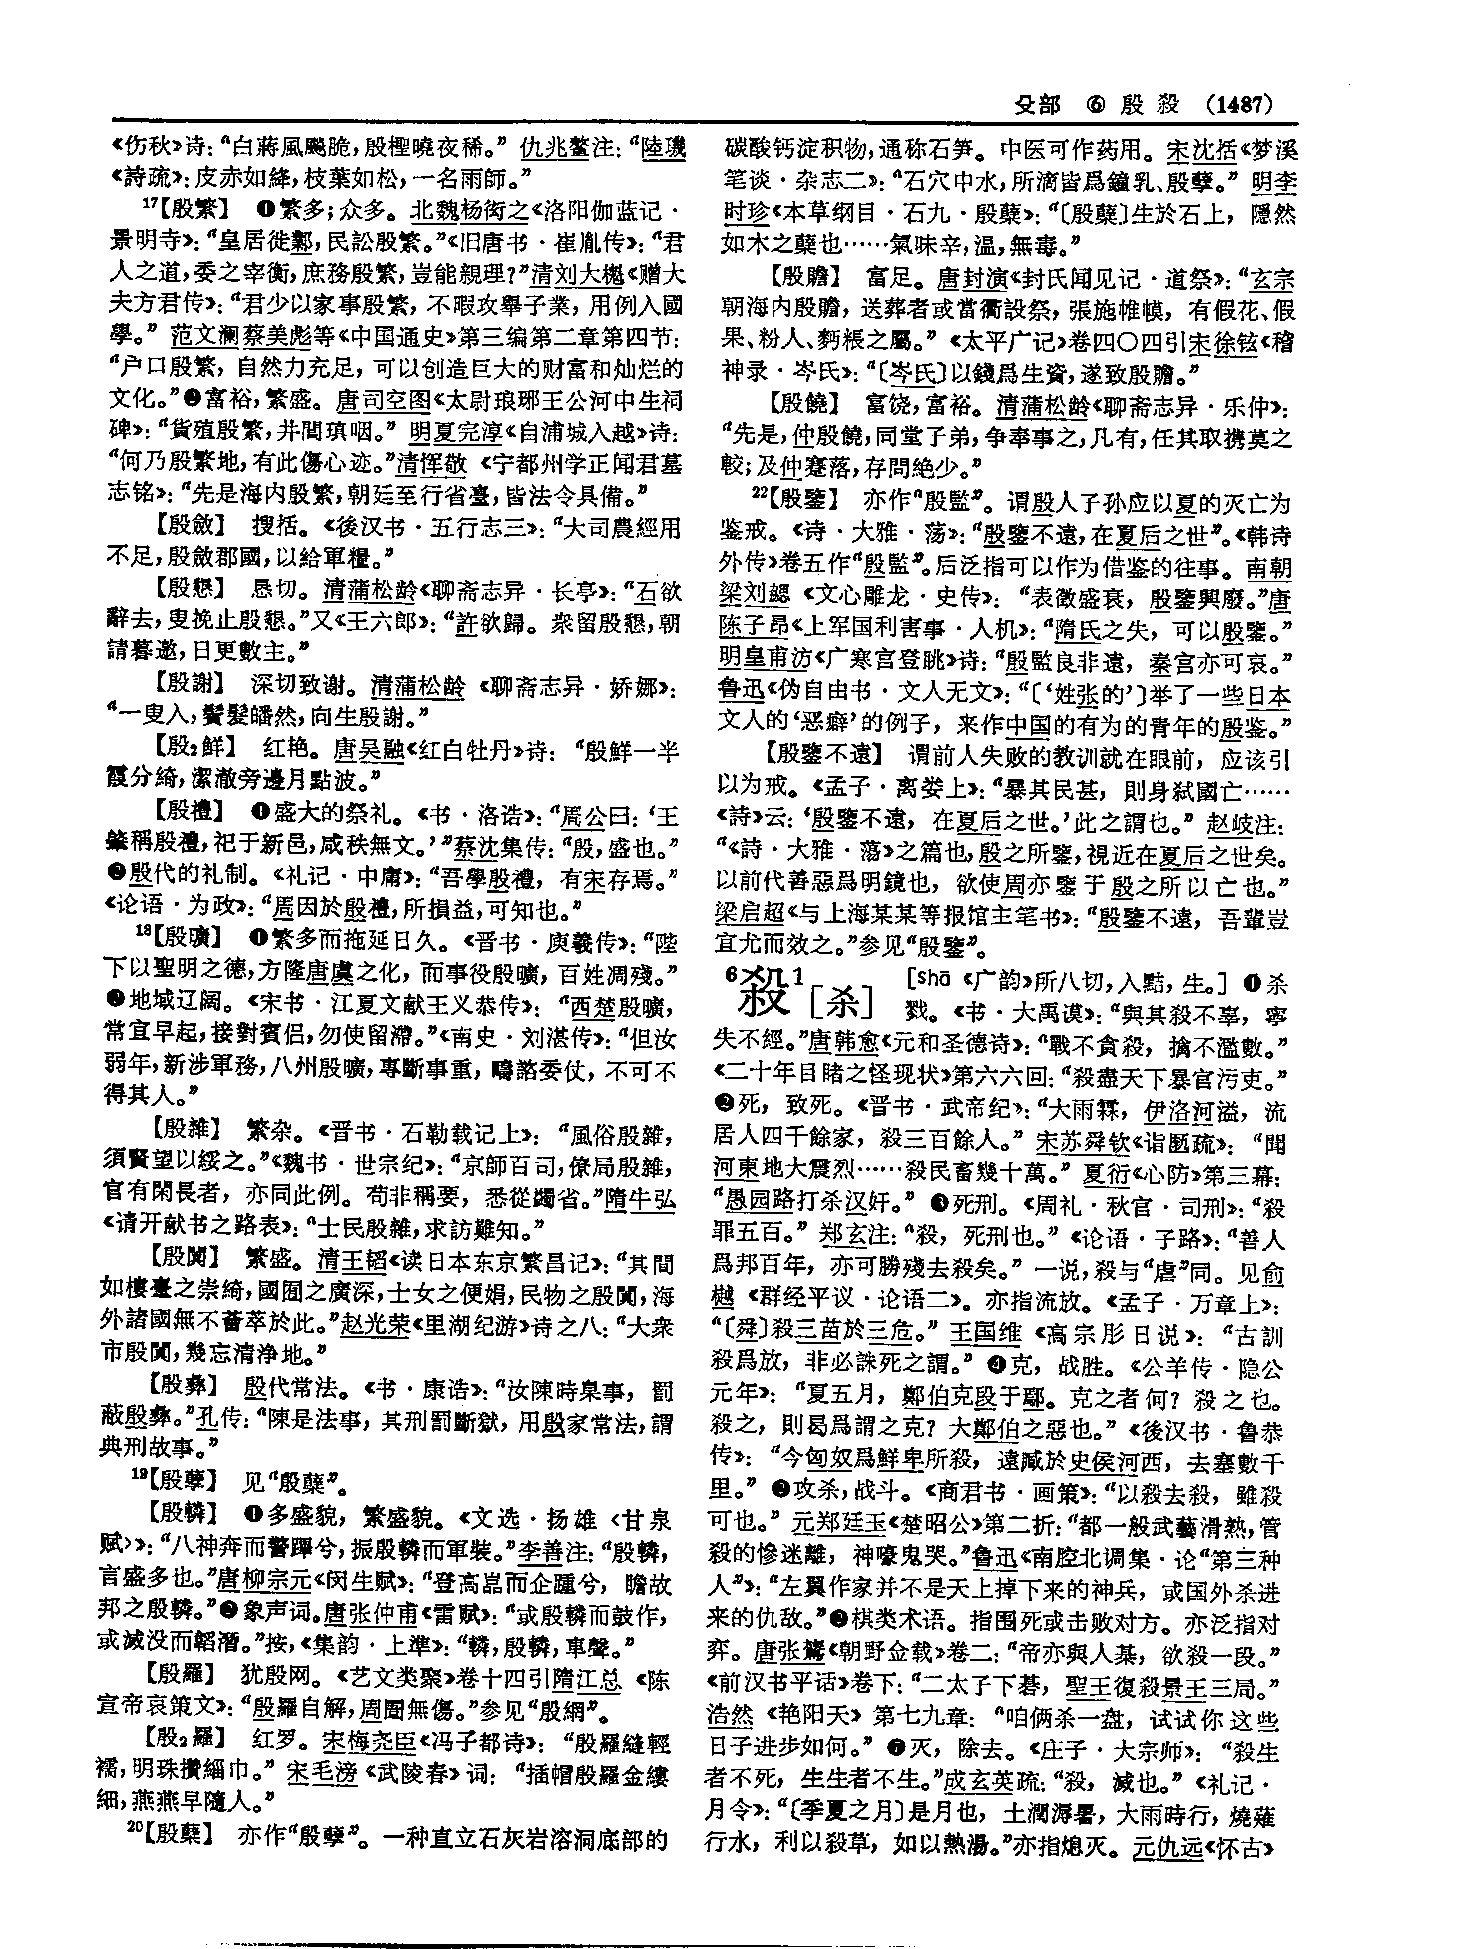 殳部 ⑥ 殷 殺 (1487)
《伤秋》诗：“白蔣風飈脆，殷檉曉夜稀。” 仇兆鳌注：“陸璣
《詩疏》：皮赤如絳，枝葉如松，一名雨師。”
17【殷繁】 ❶繁多；众多。北魏杨衒之《洛阳伽蓝记·
景明寺》：“皇居徙鄴，民訟殷繁。”《旧唐书·崔胤传》：“君
人之道，委之宰衡，庶務殷繁，豈能親理？”清刘大櫆《赠大
夫方君传》：“君少以家事殷繁，不暇攻舉子業，用例入國
學。” 范文澜蔡美彪等《中国通史》第三编第二章第四节：
“户口殷繁，自然力充足，可以创造巨大的财富和灿烂的
文化。”❷富裕，繁盛。唐司空图《太尉琅琊王公河中生祠
碑》：“貨殖殷繁，井閭瑱咽。” 明夏完淳《自浦城入越》诗：
“何乃殷繁地，有此傷心迹。”清恽敬《宁都州学正闻君墓
志铭》：“先是海内殷繁，朝廷至行省臺，皆法令具備。”
【殷斂】 搜括。《後汉书·五行志三》：“大司農經用
不足，殷斂郡國，以給軍糧。”
【殷懇】 恳切。清蒲松龄《聊斋志异·长亭》：“石欲
辭去，叟挽止殷懇。”又《王六郎》：“許欲歸。衆留殷懇，朝
請暮邀，日更數主。”
【殷謝】 深切致谢。清蒲松龄《聊斋志异·娇娜》：
“一叟入，鬢髮皤然，向生殷謝。”
【殷₂鮮】 红艳。唐吴融《红白牡丹》诗：“殷鮮一半
霞分綺，潔澈旁邊月點波。”
【殷禮】 ❶盛大的祭礼。《书·洛诰》：“周公曰：‘王
肇稱殷禮，祀于新邑，咸秩無文。’”蔡沈集传：“殷，盛也。”
❷殷代的礼制。《礼记·中庸》：“吾學殷禮，有宋存焉。”
《论语·为政》：“周因於殷禮，所損益，可知也。”
18【殷曠】 ❶繁多而拖延日久。《晋书·庾羲传》：“陛
下以聖明之德，方隆唐虞之化，而事役殷曠，百姓凋殘。”
❷地域辽阔。《宋书·江夏文献王义恭传》：“西楚殷曠，
常宜早起，接對賓侶，勿使留滯。”《南史·刘湛传》：“但汝
弱年，新涉軍務，八州殷曠，專斷事重，疇諮委仗，不可不
得其人。”
【殷雜】 繁杂。《晋书·石勒载记上》：“風俗殷雜，
須賢望以綏之。”《魏书·世宗纪》：“京師百司，僚局殷雜，
官有閑長者，亦同此例。苟非稱要，悉從蠲省。”隋牛弘
《请开献书之路表》：“士民殷雜，求訪難知。”
【殷闐】 繁盛。清王韬《读日本东京繁昌记》：“其間
如樓臺之崇綺，國囿之廣深，士女之便娟，民物之殷闐，海
外諸國無不薈萃於此。”赵光荣《里湖纪游》诗之八：“大衆
市殷闐，幾忘清浄地。”
【殷彝】 殷代常法。《书·康诰》：“汝陳時臬事，罰
蔽殷彝。”孔传：“陳是法事，其刑罰斷獄，用殷家常法，謂
典刑故事。”
19【殷孽】 见“殷蘖”。
【殷轔】 ❶多盛貌，繁盛貌。《文选·扬雄〈甘泉
赋〉》：“八神奔而警蹕兮，振殷轔而軍裝。”李善注：“殷轔，
言盛多也。”唐柳宗元《闵生赋》：“登高嵓而企踵兮，瞻故
邦之殷轔。”❷象声词。唐张仲甫《雷赋》：“或殷轔而鼓作，
或滅没而韜潛。”按，《集韵·上準》：“轔，殷轔，車聲。”
【殷羅】 犹殷网。《艺文类聚》卷十四引隋江总《陈
宣帝哀策文》：“殷羅自解，周圄無傷。”参见“殷網”。
【殷₂羅】 红罗。宋梅尧臣《冯子都诗》：“殷羅縫輕
襦，明珠攢緇巾。” 宋毛滂《武陵春》词：“插帽殷羅金縷
細，燕燕早隨人。”
20【殷蘖】 亦作“殷孽”。一种直立石灰岩溶洞底部的
碳酸钙淀积物，通称石笋。中医可作药用。宋沈括《梦溪
笔谈·杂志二》：“石穴中水，所滴皆爲鐘乳、殷孽。” 明李
时珍《本草纲目·石九·殷蘖》：“〔殷蘖〕生於石上，隱然
如木之蘖也……氣味辛，温，無毒。”
【殷贍】 富足。唐封演《封氏闻见记·道祭》：“玄宗
朝海内殷贍，送葬者或當衢設祭，張施帷幙，有假花、假
果、粉人、麪粻之屬。” 《太平广记》卷四〇四引宋徐铉《稽
神录·岑氏》：“〔岑氏〕以錢爲生資，遂致殷贍。”
【殷饒】 富饶，富裕。清蒲松龄《聊斋志异·乐仲》：
“先是，仲殷饒，同堂子弟，争奉事之，凡有，任其取携莫之
較；及仲蹇落，存問絶少。”
22【殷鑒】 亦作“殷監”。谓殷人子孙应以夏的灭亡为
鉴戒。《诗·大雅·荡》：“殷鑒不遠，在夏后之世”。《韩诗
外传》卷五作“殷監”。后泛指可以作为借鉴的往事。南朝
梁刘勰《文心雕龙·史传》：“表徵盛衰，殷鑒興廢。”唐
陈子昂《上军国利害事·人机》：“隋氏之失，可以殷鑒。”
明皇甫汸《广寒宫登眺》诗：“殷監良非遠，秦宫亦可哀。”
鲁迅《伪自由书·文人无文》：“〔‘姓张的’〕举了一些日本
文人的‘恶癖’的例子，来作中国的有为的青年的殷鉴。”
【殷鑒不遠】 谓前人失败的教训就在眼前，应该引
以为戒。《孟子·离娄上》：“暴其民甚，則身弑國亡……
《詩》云：‘殷鑒不遠，在夏后之世。’此之謂也。” 赵岐注：
“《詩·大雅·蕩》之篇也，殷之所鑒，視近在夏后之世矣。
以前代善惡爲明鏡也，欲使周亦鑒于殷之所以亡也。”
梁启超《与上海某某等报馆主笔书》：“殷鑒不遠，吾輩豈
宜尤而效之。”参见“殷鑒”。
6殺1［杀］ [shā《广韵》所八切，入黠，生。] ❶杀
戮。《书·大禹谟》：“與其殺不辜，寧
失不經。”唐韩愈《元和圣德诗》：“戰不貪殺，擒不濫數。”
《二十年目睹之怪现状》第六六回：“殺盡天下暴官污吏。”
❷死，致死。《晋书·武帝纪》：“大雨霖，伊洛河溢，流
居人四千餘家，殺三百餘人。” 宋苏舜钦《诣匦疏》：“聞
河東地大震烈……殺民畜幾十萬。” 夏衍《心防》第三幕：
“愚园路打杀汉奸。” ❸死刑。《周礼·秋官·司刑》：“殺
罪五百。” 郑玄注：“殺，死刑也。” 《论语·子路》：“善人
爲邦百年，亦可勝殘去殺矣。” 一说，殺与“虐”同。见俞
樾《群经平议·论语二》。亦指流放。《孟子·万章上》：
“〔舜〕殺三苗於三危。” 王国维《高宗肜日说》：“古訓
殺爲放，非必誅死之謂。” ❹克，战胜。《公羊传·隐公
元年》：“夏五月，鄭伯克段于鄢。克之者何？殺之也。
殺之，則曷爲謂之克？大鄭伯之惡也。” 《後汉书·鲁恭
传》：“今匈奴爲鮮卑所殺，遠臧於史侯河西，去塞數千
里。” ❺攻杀，战斗。《商君书·画策》：“以殺去殺，雖殺
可也。” 元郑廷玉《楚昭公》第二折：“都一般武藝滑熟，管
殺的慘迷離，神嚎鬼哭。”鲁迅《南腔北调集·论“第三种
人”》：“左翼作家并不是天上掉下来的神兵，或国外杀进
来的仇敌。”❻棋类术语。指围死或击败对方。亦泛指对
弈。唐张鷟《朝野佥载》卷二：“帝亦與人棊，欲殺一段。”
《前汉书平话》卷下：“二太子下碁，聖王復殺景王三局。”
浩然《艳阳天》第七九章：“咱俩杀一盘，试试你这些
日子进步如何。” ❼灭，除去。《庄子·大宗师》：“殺生
者不死，生生者不生。”成玄英疏：“殺，滅也。” 《礼记·
月令》：“〔季夏之月〕是月也，土潤溽暑，大雨時行，燒薙
行水，利以殺草，如以熱湯。”亦指熄灭。元仇远《怀古》